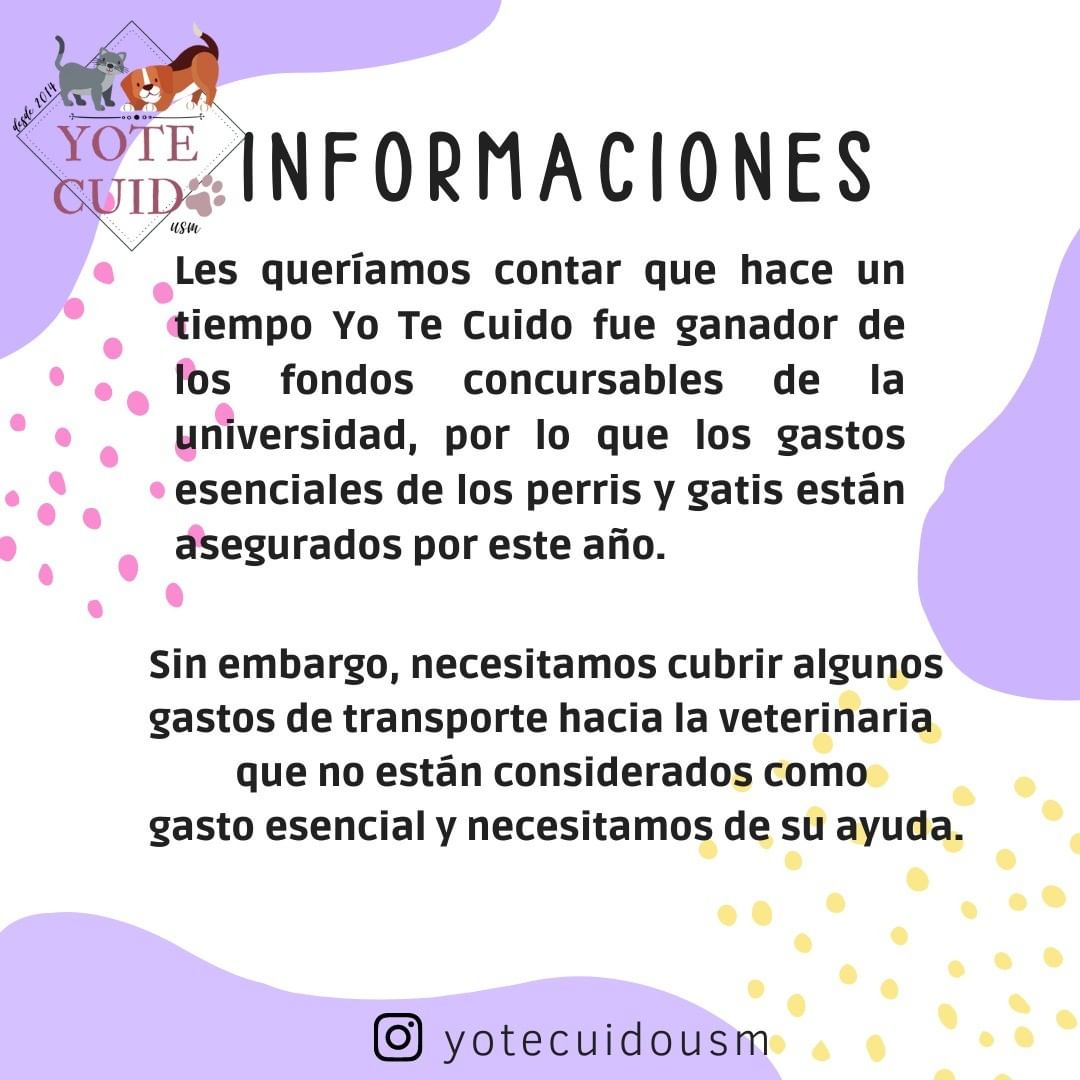 desde 2014
YOTE
CUID
usm
INFORMACIONES
Les queríamos contar que hace un
tiempo Yo Te Cuido fue ganador de
los fondos concursables de la
universidad, por lo que los gastos
esenciales de los perris y gatis están
asegurados por este año.
Sin embargo, necesitamos cubrir algunos
gastos de transporte hacia la veterinaria
que no están considerados como
gasto esencial y necesitamos de su ayuda.
yotecuidousm